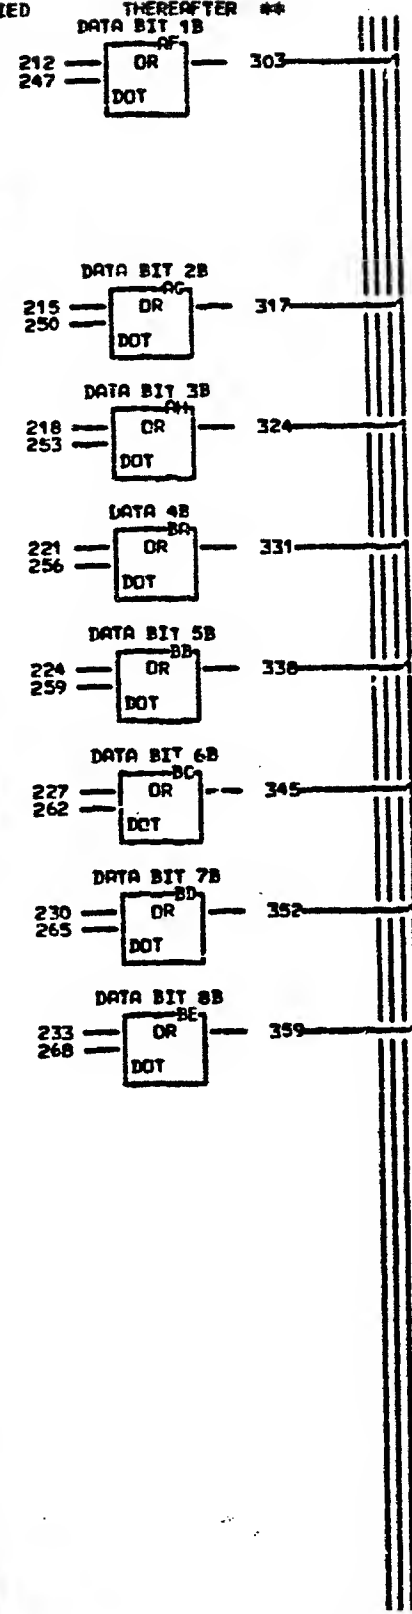 IED THEREAFTER **
DATA BIT 1B
AF
212 OR 303
247
DOT
DATA BIT 2B
AG
215 OR 317
250
DOT
DATA BIT 3B
AH
218 OR 324
253
DOT
DATA 4B
BA
221 OR 331
256
DOT
DATA BIT 5B
BB
224 OR 338
259
DOT
DATA BIT 6B
BC
227 OR 345
262
DOT
DATA BIT 7B
BD
230 OR 352
265
DOT
DATA BIT 8B
BE
233 OR 359
268
DOT